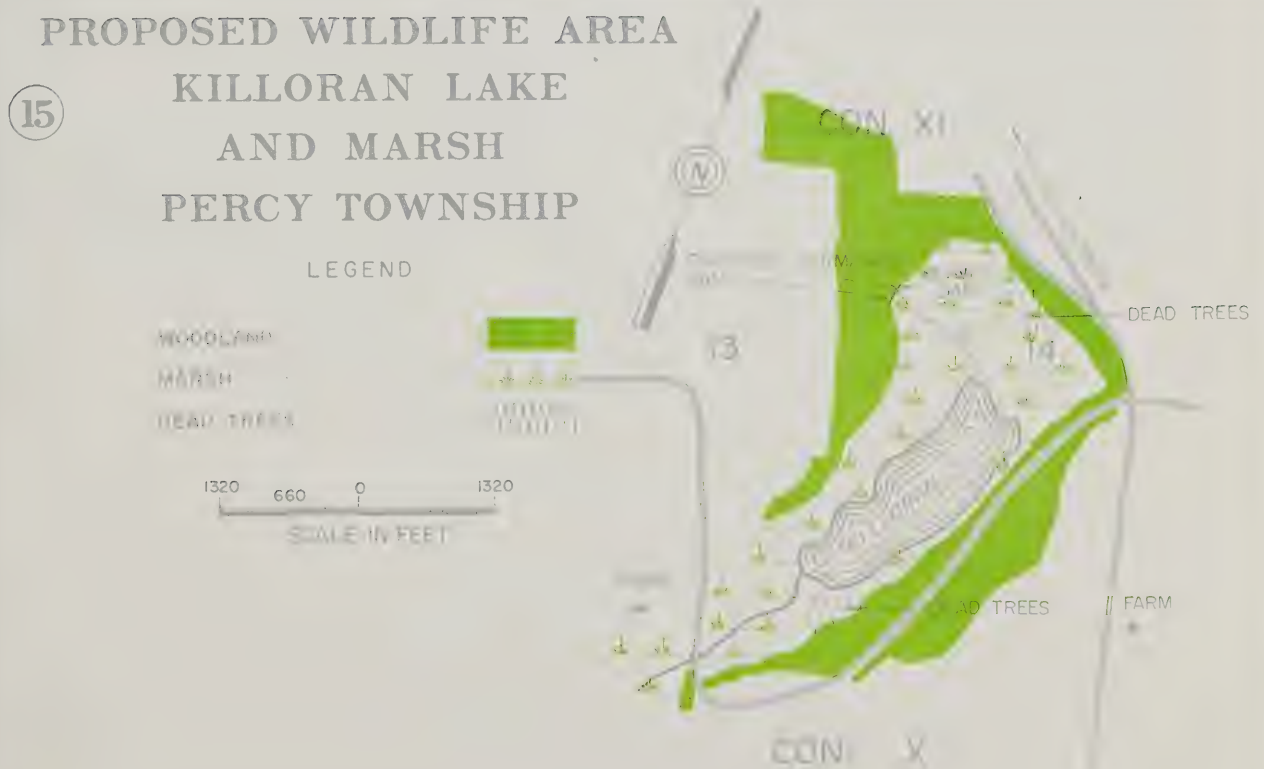 PROPOSED WILDLIFE AREA
15
KILLORAN LAKE
AND MARSH
PERCY TOWNSHIP
LEGEND
WOODLAND
MARSH
DEAD TREES
1320 660 0 1320
SCALE IN FEET
CON. XI
N
13
14
DEAD TREES
AD TREES
FARM
CON. X